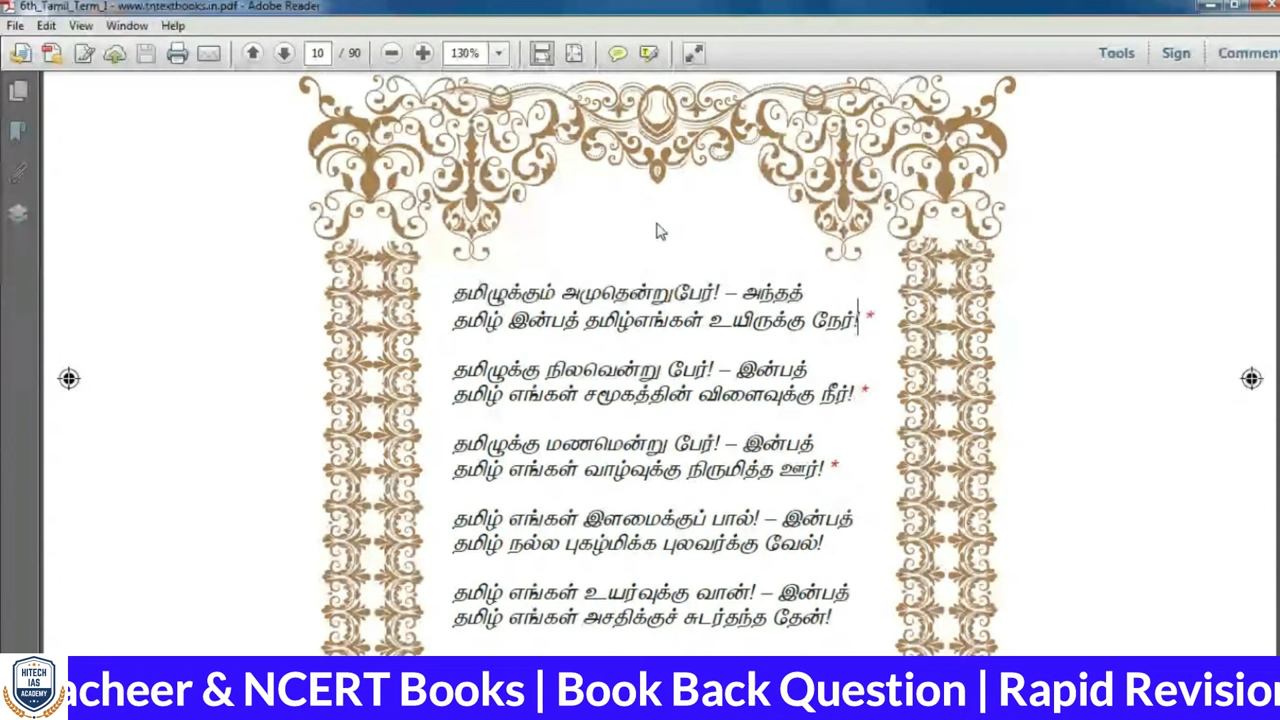 6th_Tamil_Term_I - www.tntextbooks.in.pdf - Adobe Reader
File Edit View Window Help
10 / 90 130% Tools Sign Comment
தமிழுக்கும் அமுதென்றுபேர்! – அந்தத்
தமிழ் இன்பத் தமிழ்எங்கள் உயிருக்கு நேர்! *
தமிழுக்கு நிலவென்று பேர்! – இன்பத்
தமிழ் எங்கள் சமூகத்தின் விளைவுக்கு நீர்! *
தமிழுக்கு மணமென்று பேர்! – இன்பத்
தமிழ் எங்கள் வாழ்வுக்கு நிருமித்த ஊர்! *
தமிழ் எங்கள் இளமைக்குப் பால்! – இன்பத்
தமிழ் நல்ல புகழ்மிக்க புலவர்க்கு வேல்!
தமிழ் எங்கள் உயர்வுக்கு வான்! – இன்பத்
தமிழ் எங்கள் அசதிக்குச் சுடர்தந்த தேன்!
HITECH
IAS
ACADEMY
acheer & NCERT Books | Book Back Question | Rapid Revision